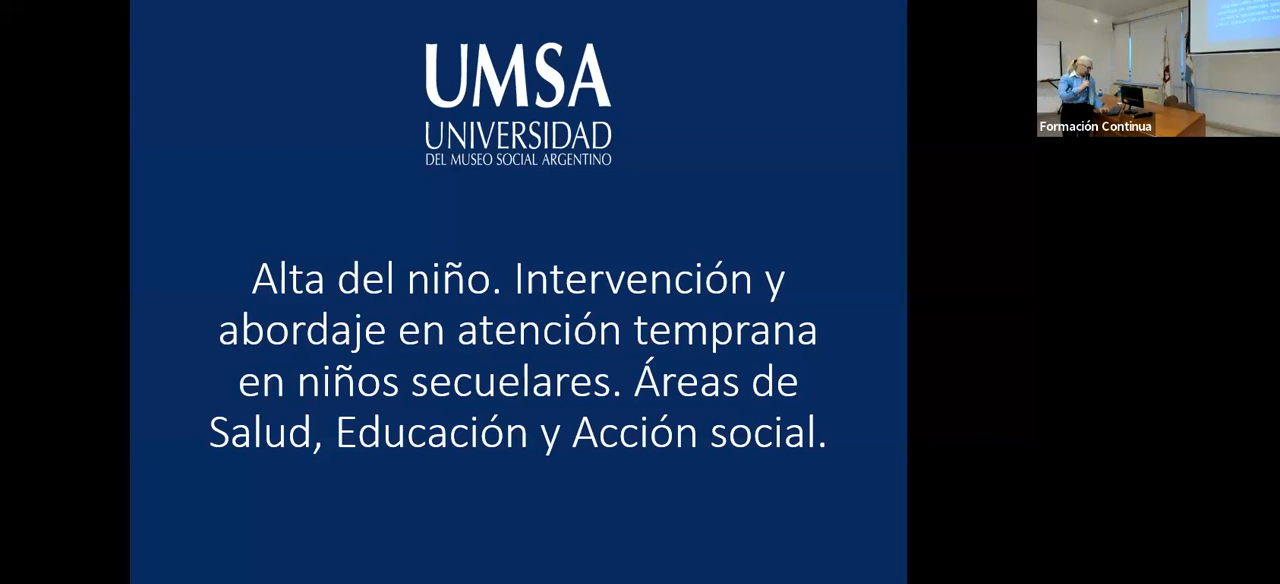 UMSA
UNIVERSIDAD
DEL MUSEO SOCIAL ARGENTINO
Alta del niño. Intervención y
abordaje en atención temprana
en niños secuelares. Áreas de
Salud, Educación y Acción social.
Formación Continua